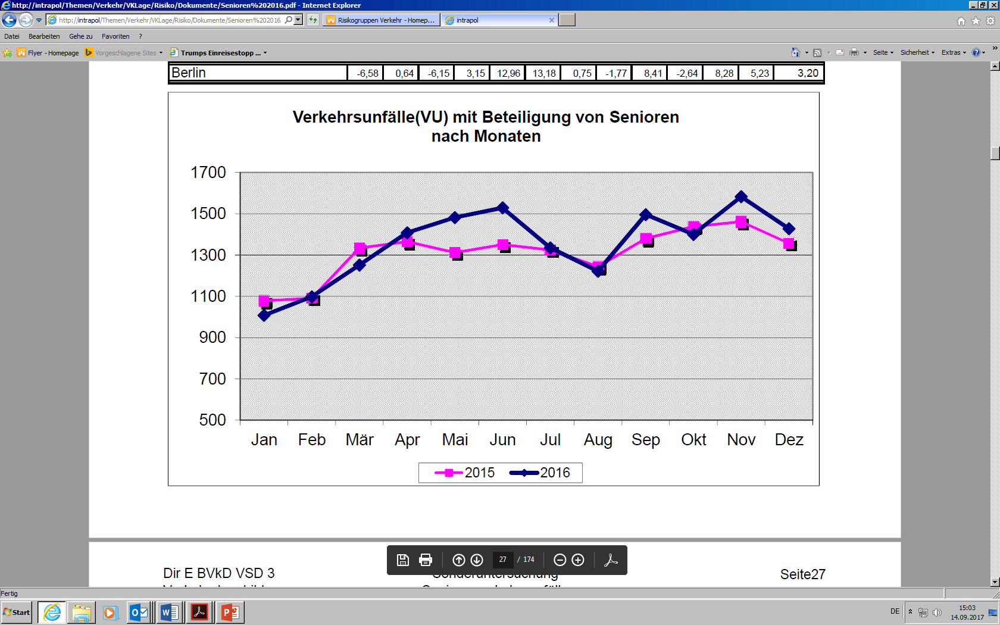 http://intrapol/Themen/Verkehr/VKLage/Risiko/Dokumente/Senioren%202016.pdf - Internet Explorer
http://intrapol/Themen/Verkehr/VKLage/Risiko/Dokumente/Senioren%202016. Risikogruppen Verkehr - Homep... intrapol
Datei Bearbeiten Gehe zu Favoriten ?
Flyer - Homepage Vorgeschlagene Sites Trumps Einreisestopp ... Seite Sicherheit Extras
Berlin -6,58 0,64 -6,15 3,15 12,96 13,18 0,75 -1,77 8,41 -2,64 8,28 5,23 3,20
Verkehrsunfälle(VU) mit Beteiligung von Senioren
nach Monaten
1700
1500
1300
1100
900
700
500
Jan Feb Mär Apr Mai Jun Jul Aug Sep Okt Nov Dez
2015 2016
27 / 174
Dir E BVkD VSD 3 Sonderuntersuchung Seite27
Fertig
Start DE 15:03
14.09.2017